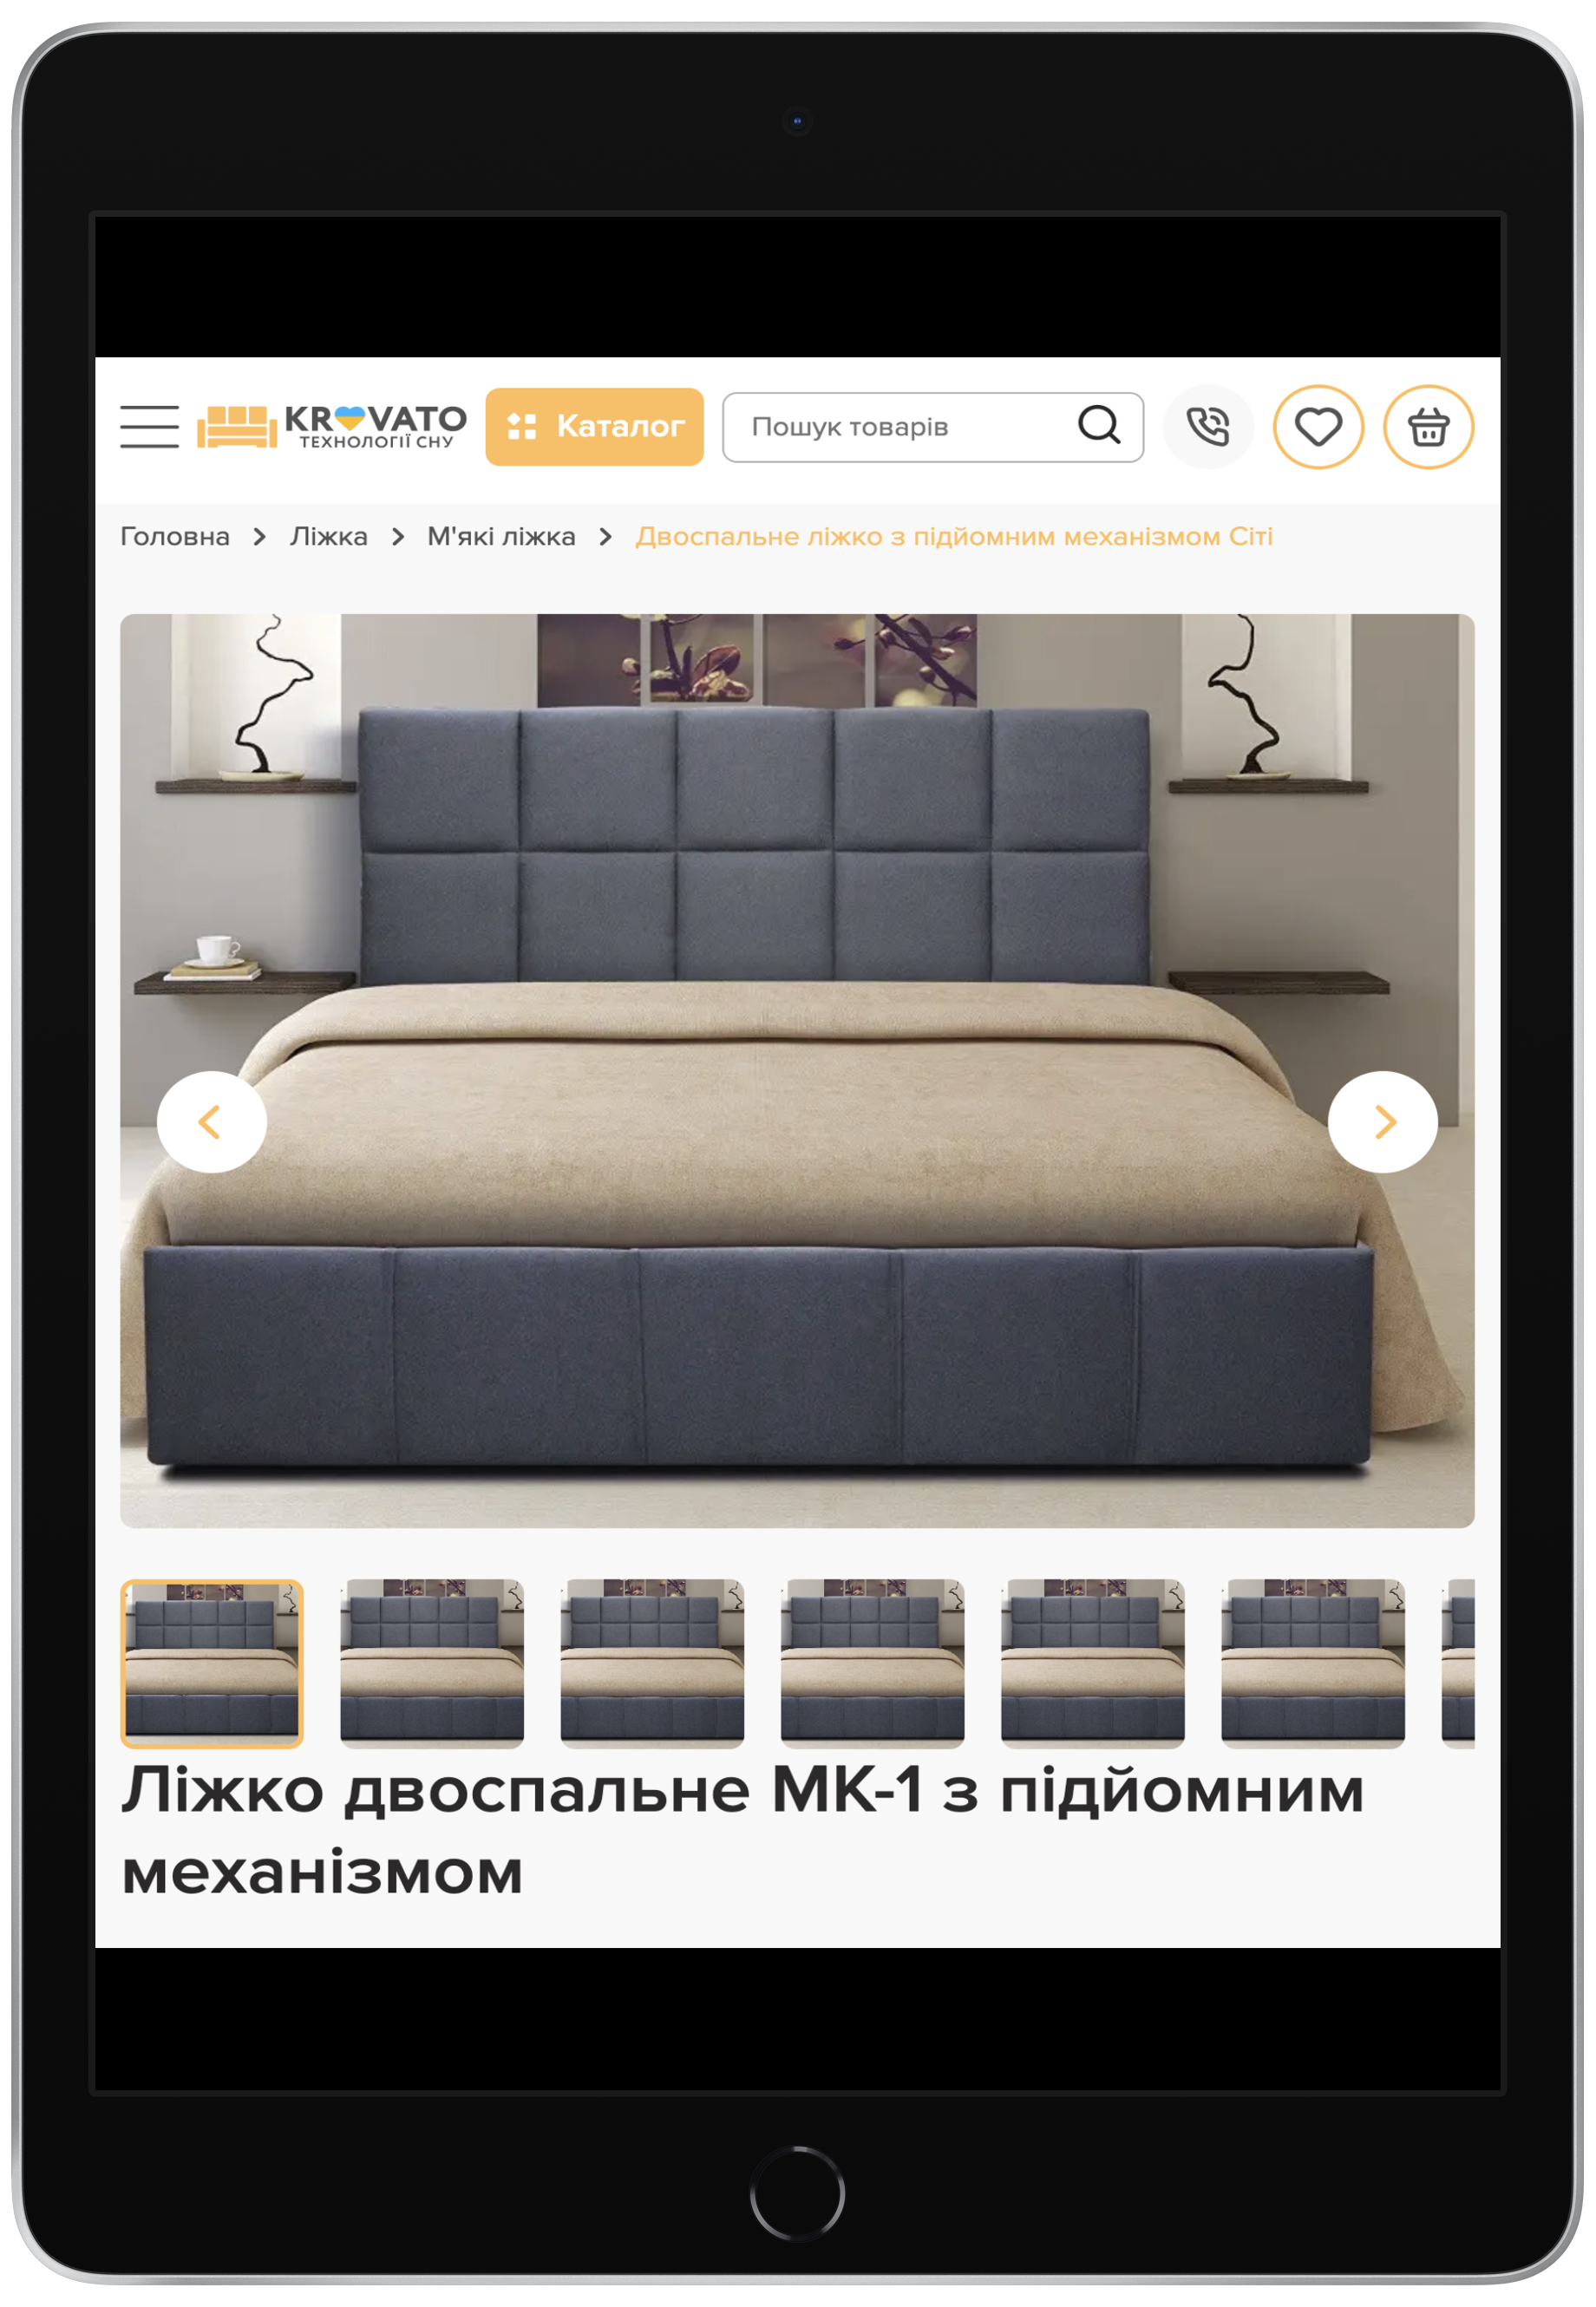 KROVATO
ТЕХНОЛОГІЇ СНУ
Каталог
Пошук товарів
Головна > Ліжка > М'які ліжка > Двоспальне ліжко з підйомним механізмом Сіті
Ліжко двоспальне МК-1 з підйомним
механізмом